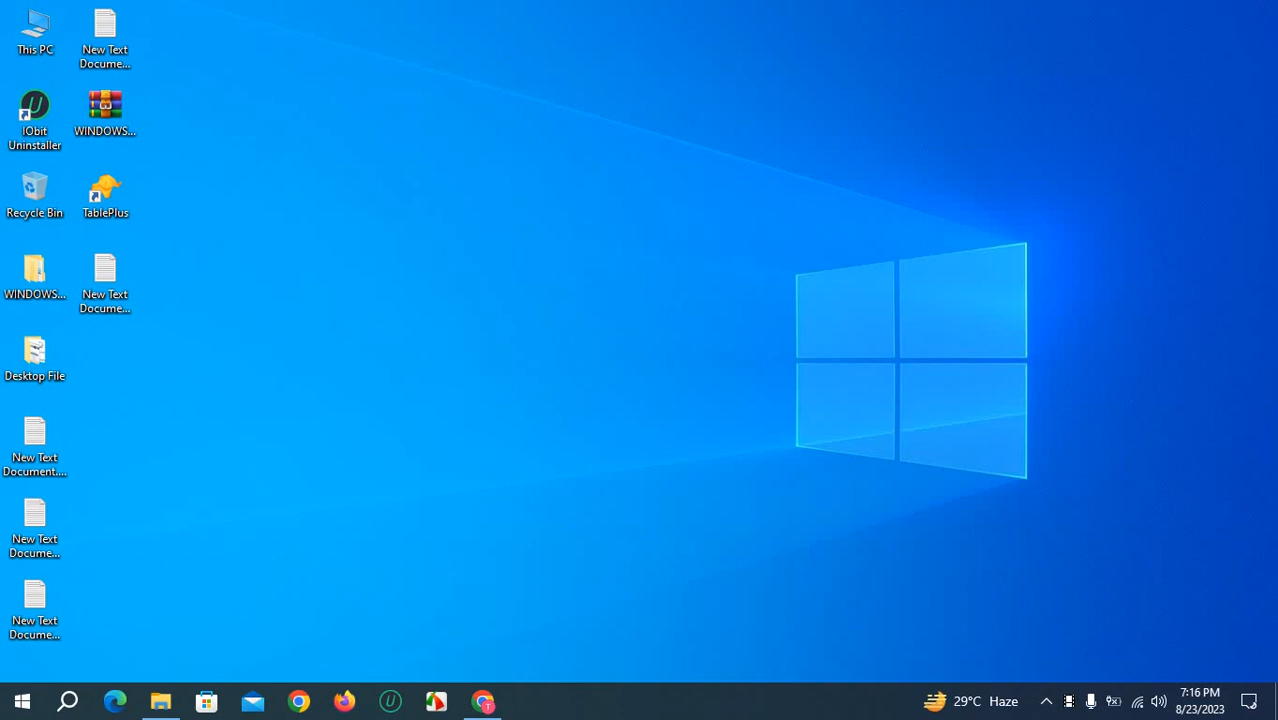 This PC
New Text
Docume...
IObit
Uninstaller
WINDOWS...
Recycle Bin
TablePlus
WINDOWS...
New Text
Docume...
Desktop File
New Text
Document....
New Text
Docume...
New Text
Docume...
29°C Haze
7:16 PM
8/23/2023